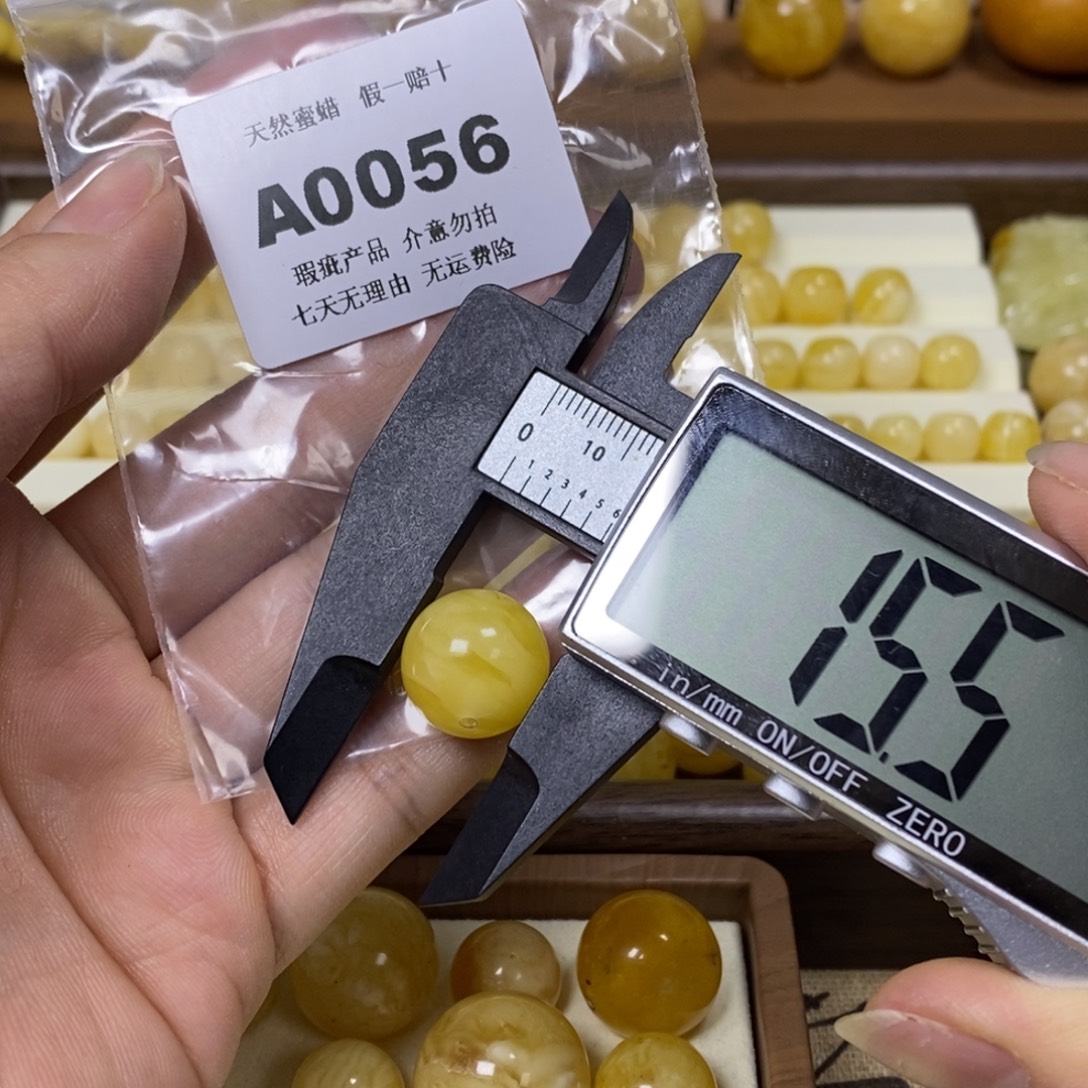 天然蜜蜡 假一赔十
A0056
瑕疵产品 介意勿拍
七天无理由 无运费险
0 10
1 2 3 4 5 6
15.5
in/mm ON/OFF ZERO